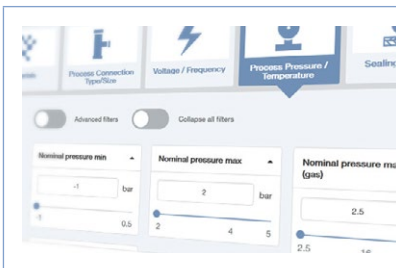 Process Connection
Type/Size
Voltage / Frequency
Process Pressure /
Temperature
Sealing
Advanced filters
Collapse all filters
Nominal pressure min
-1
bar
-1
0.5
Nominal pressure max
2
bar
2
4
5
Nominal pressure ma
(gas)
2.5
2.5
16